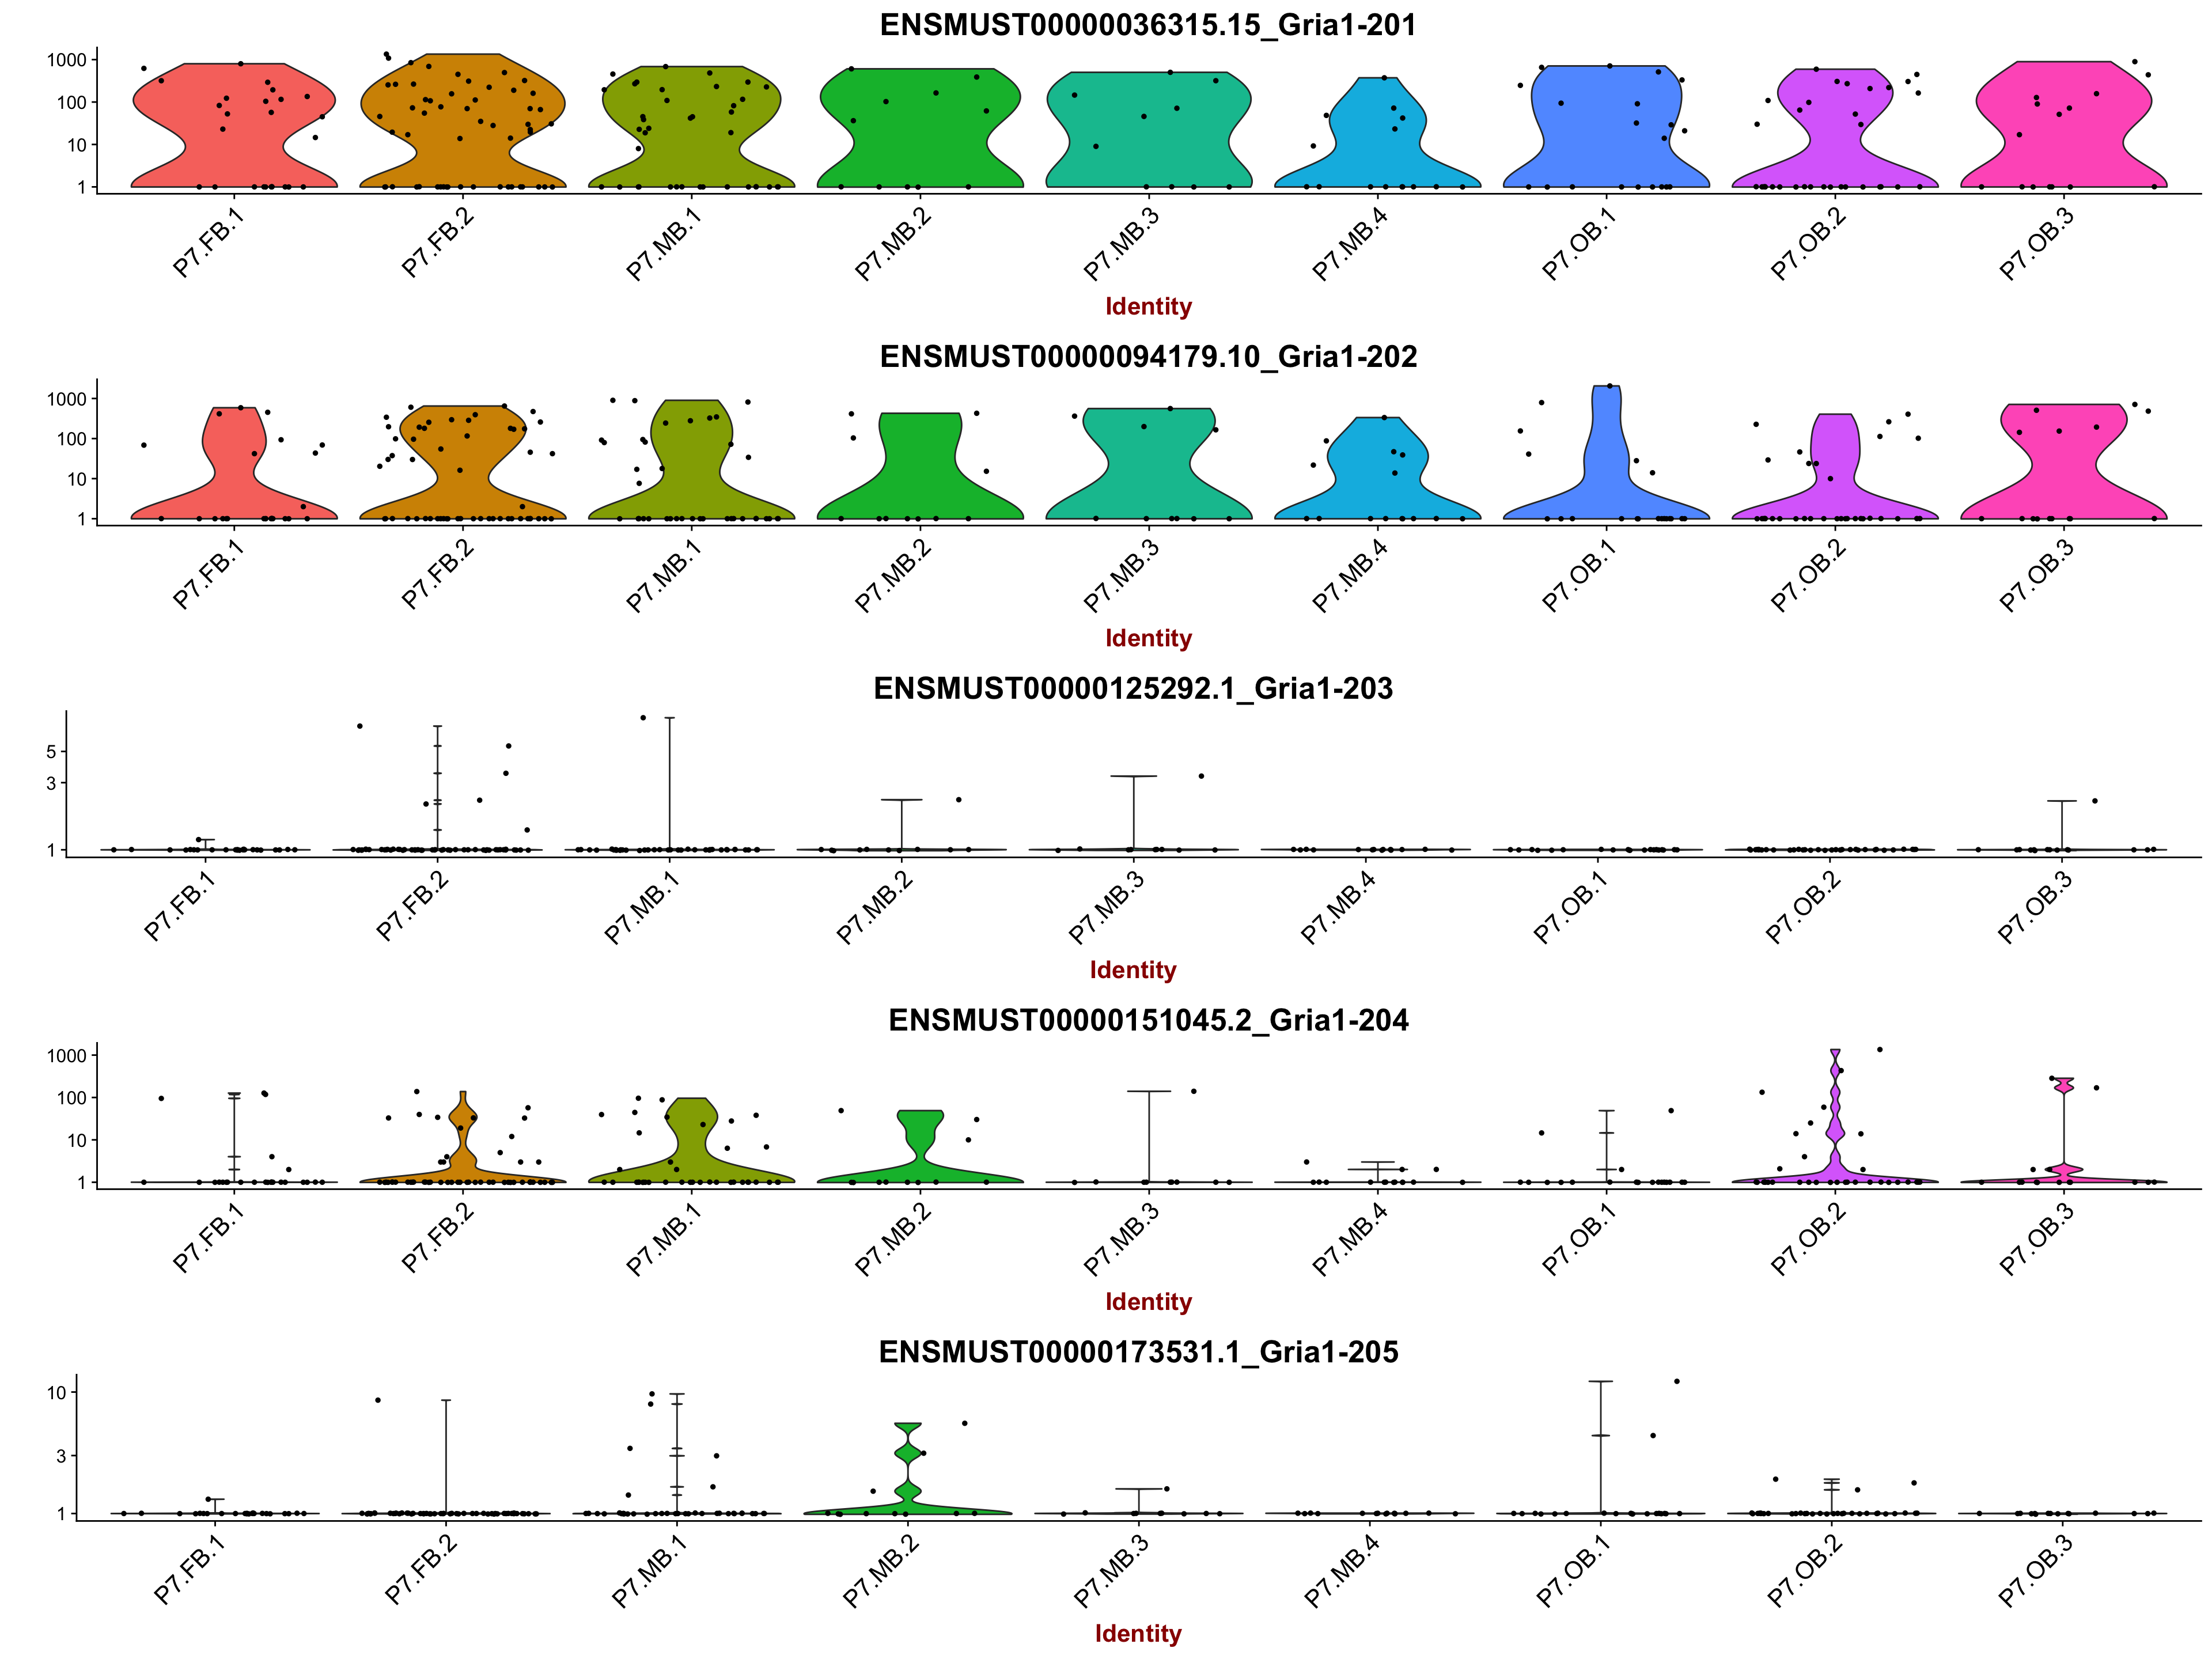 ENSMUST00000036315.15_Gria1-201
1000
100
10
1
P7.FB.1 P7.FB.2 P7.MB.1 P7.MB.2 P7.MB.3 P7.MB.4 P7.OB.1 P7.OB.2 P7.OB.3
Identity
ENSMUST00000094179.10_Gria1-202
1000
100
10
1
P7.FB.1 P7.FB.2 P7.MB.1 P7.MB.2 P7.MB.3 P7.MB.4 P7.OB.1 P7.OB.2 P7.OB.3
Identity
ENSMUST00000125292.1_Gria1-203
5
3
1
P7.FB.1 P7.FB.2 P7.MB.1 P7.MB.2 P7.MB.3 P7.MB.4 P7.OB.1 P7.OB.2 P7.OB.3
Identity
ENSMUST00000151045.2_Gria1-204
1000
100
10
1
P7.FB.1 P7.FB.2 P7.MB.1 P7.MB.2 P7.MB.3 P7.MB.4 P7.OB.1 P7.OB.2 P7.OB.3
Identity
ENSMUST00000173531.1_Gria1-205
10
3
1
P7.FB.1 P7.FB.2 P7.MB.1 P7.MB.2 P7.MB.3 P7.MB.4 P7.OB.1 P7.OB.2 P7.OB.3
Identity